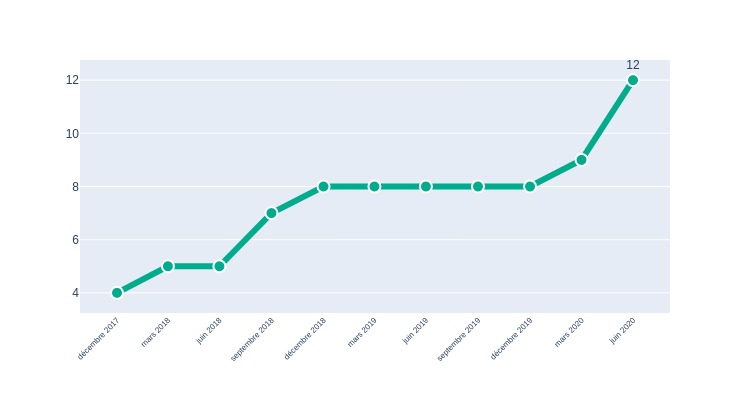 12
12
10
8
6
4
décembre 2017
mars 2018
juin 2018
septembre 2018
décembre 2018
mars 2019
juin 2019
septembre 2019
décembre 2019
mars 2020
juin 2020